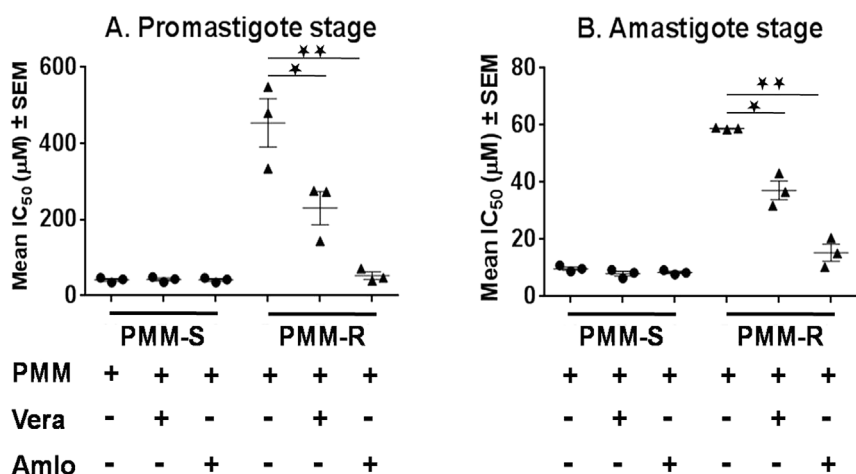 A. Promastigote stage
Mean IC50 (μM) ± SEM
600
400
200
0
★ ★
★
PMM-S PMM-R
B. Amastigote stage
Mean IC50 (μM) ± SEM
80
60
40
20
0
★ ★
★
PMM-S PMM-R
PMM + + + + + + + + + + + +
Vera - + - - + - - + - - + -
Amlo - - + - - + - - + - - +